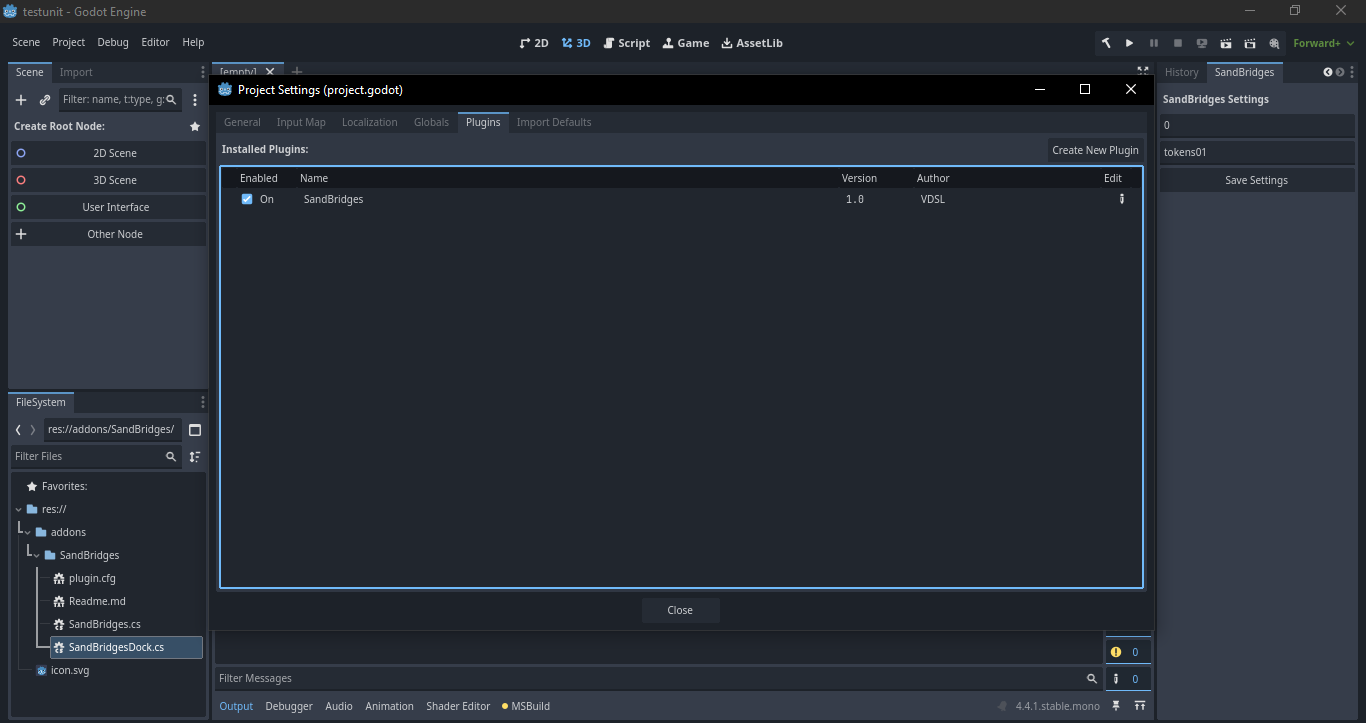 testunit - Godot Engine
Scene Project Debug Editor Help
2D 3D Script Game AssetLib
Forward+
Scene Import
Filter: name, t:type, g:
Create Root Node:
2D Scene
3D Scene
User Interface
Other Node
FileSystem
res://addons/SandBridges/
Filter Files
Favorites:
res://
addons
SandBridges
plugin.cfg
Readme.md
SandBridges.cs
SandBridgesDock.cs
icon.svg
[empty]
Project Settings (project.godot)
General Input Map Localization Globals Plugins Import Defaults
Installed Plugins:
Create New Plugin
Enabled Name Version Author Edit
On SandBridges 1.0 VDSL
Close
0
Filter Messages
0
Output Debugger Audio Animation Shader Editor MSBuild
4.4.1.stable.mono
History SandBridges
SandBridges Settings
0
tokens01
Save Settings